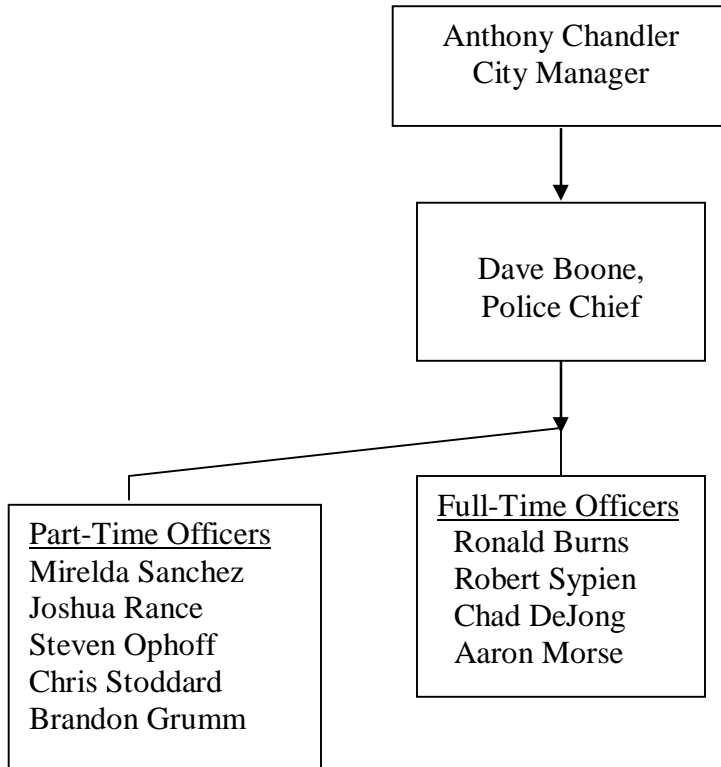 Anthony Chandler
City Manager
Dave Boone,
Police Chief
Part-Time Officers
Mirelda Sanchez
Joshua Rance
Steven Ophoff
Chris Stoddard
Brandon Grumm
Full-Time Officers
Ronald Burns
Robert Sypien
Chad DeJong
Aaron Morse